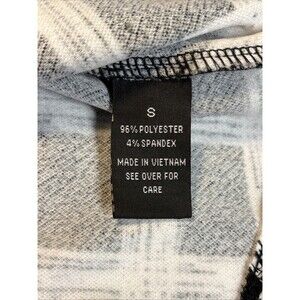 S
96% POLYESTER
4% SPANDEX
MADE IN VIETNAM
SEE OVER FOR
CARE